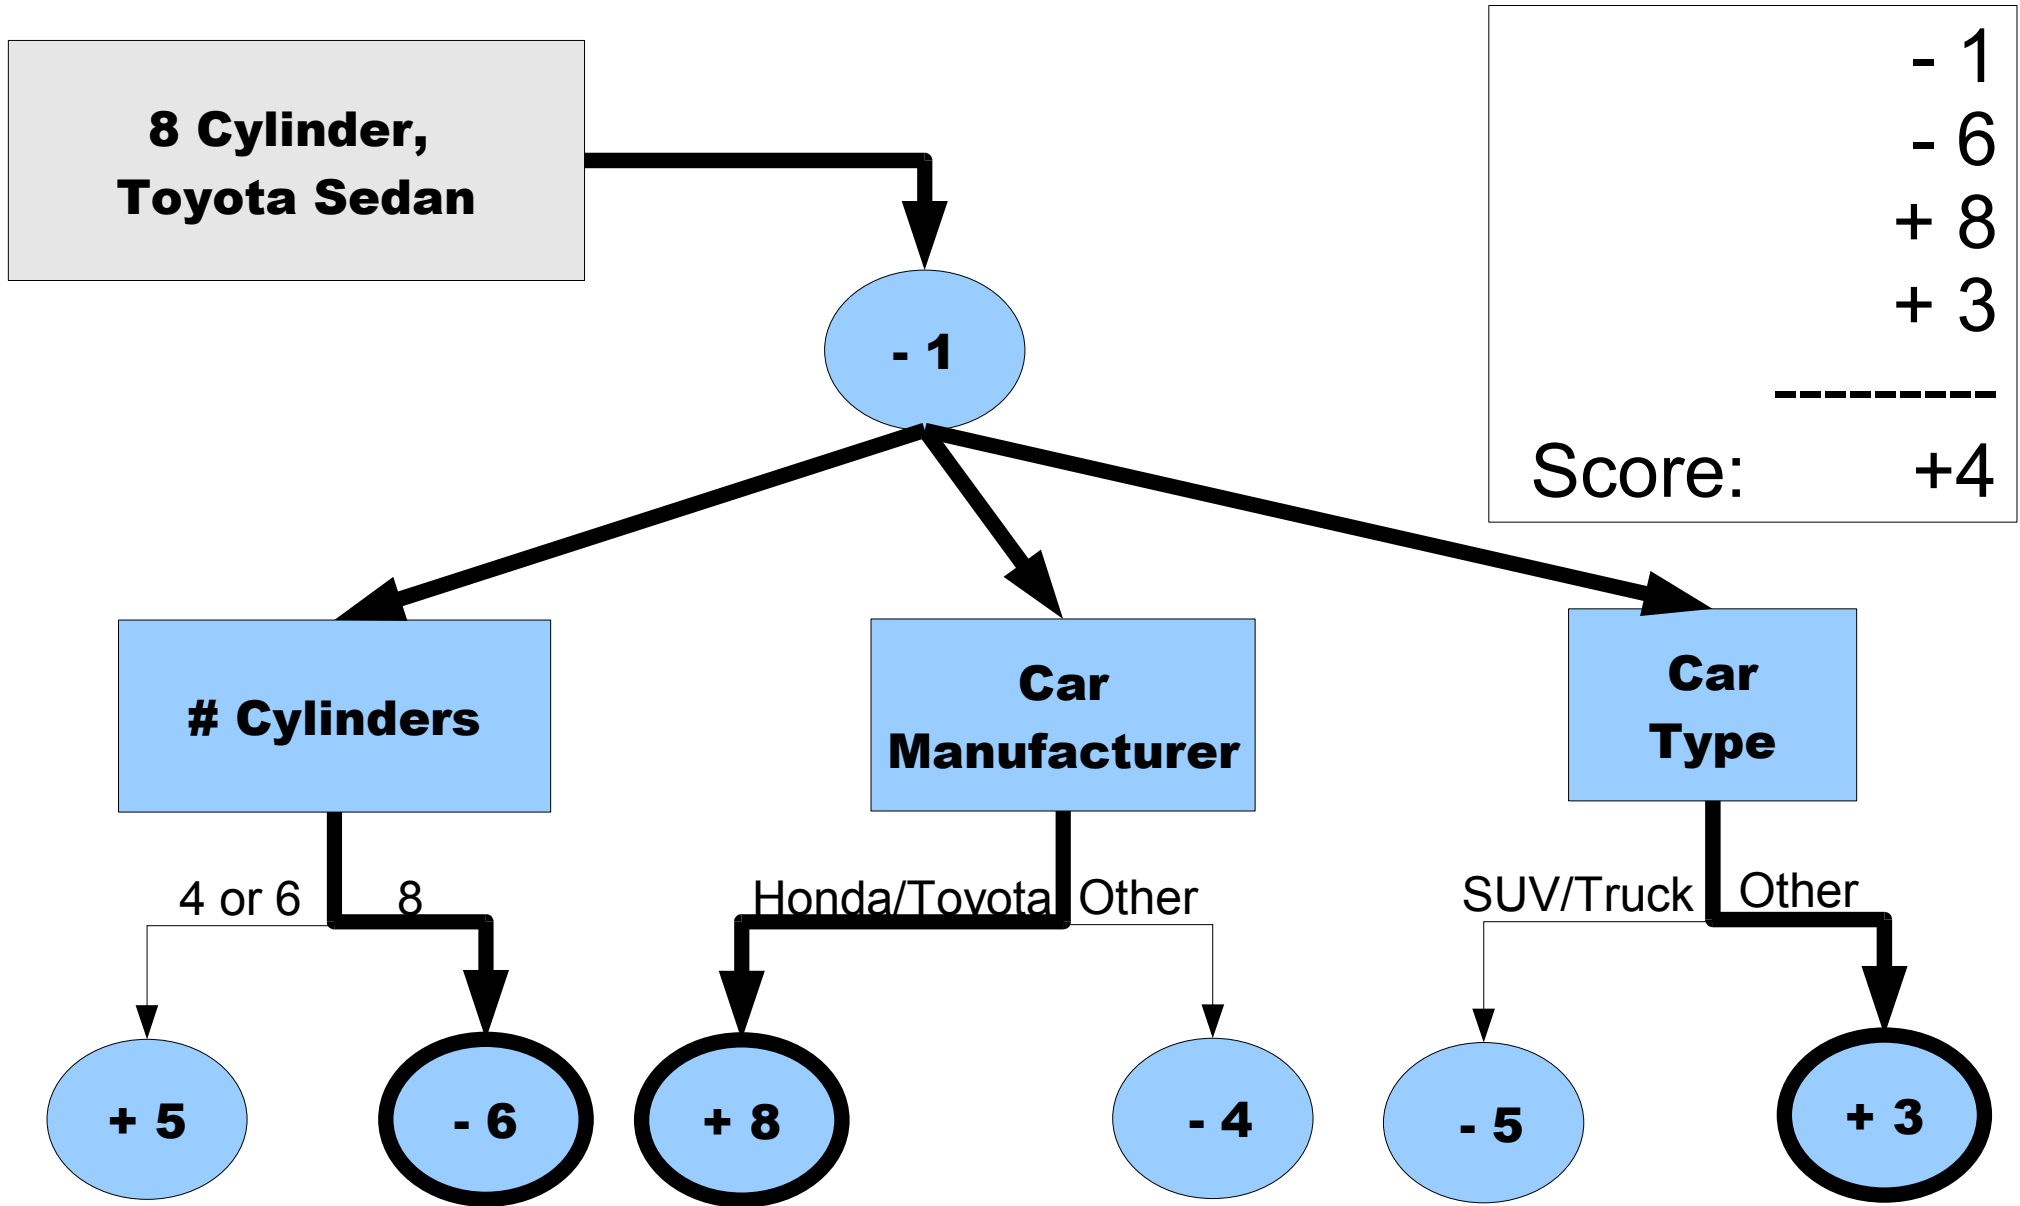 8 Cylinder,
Toyota Sedan
- 1
- 6
+ 8
+ 3
---------
Score: +4
- 1
# Cylinders
Car
Manufacturer
Car
Type
4 or 6 8
Honda/Toyota Other
SUV/Truck Other
+ 5
- 6
+ 8
- 4
- 5
+ 3